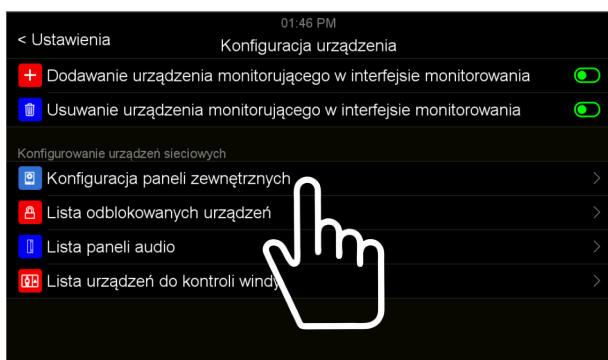 01:46 PM
< Ustawienia
Konfiguracja urządzenia
Dodawanie urządzenia monitorującego w interfejsie monitorowania
Usuwanie urządzenia monitorującego w interfejsie monitorowania
Konfigurowanie urządzeń sieciowych
Konfiguracja paneli zewnętrznych
Lista odblokowanych urządzeń
Lista paneli audio
Lista urządzeń do kontroli windy